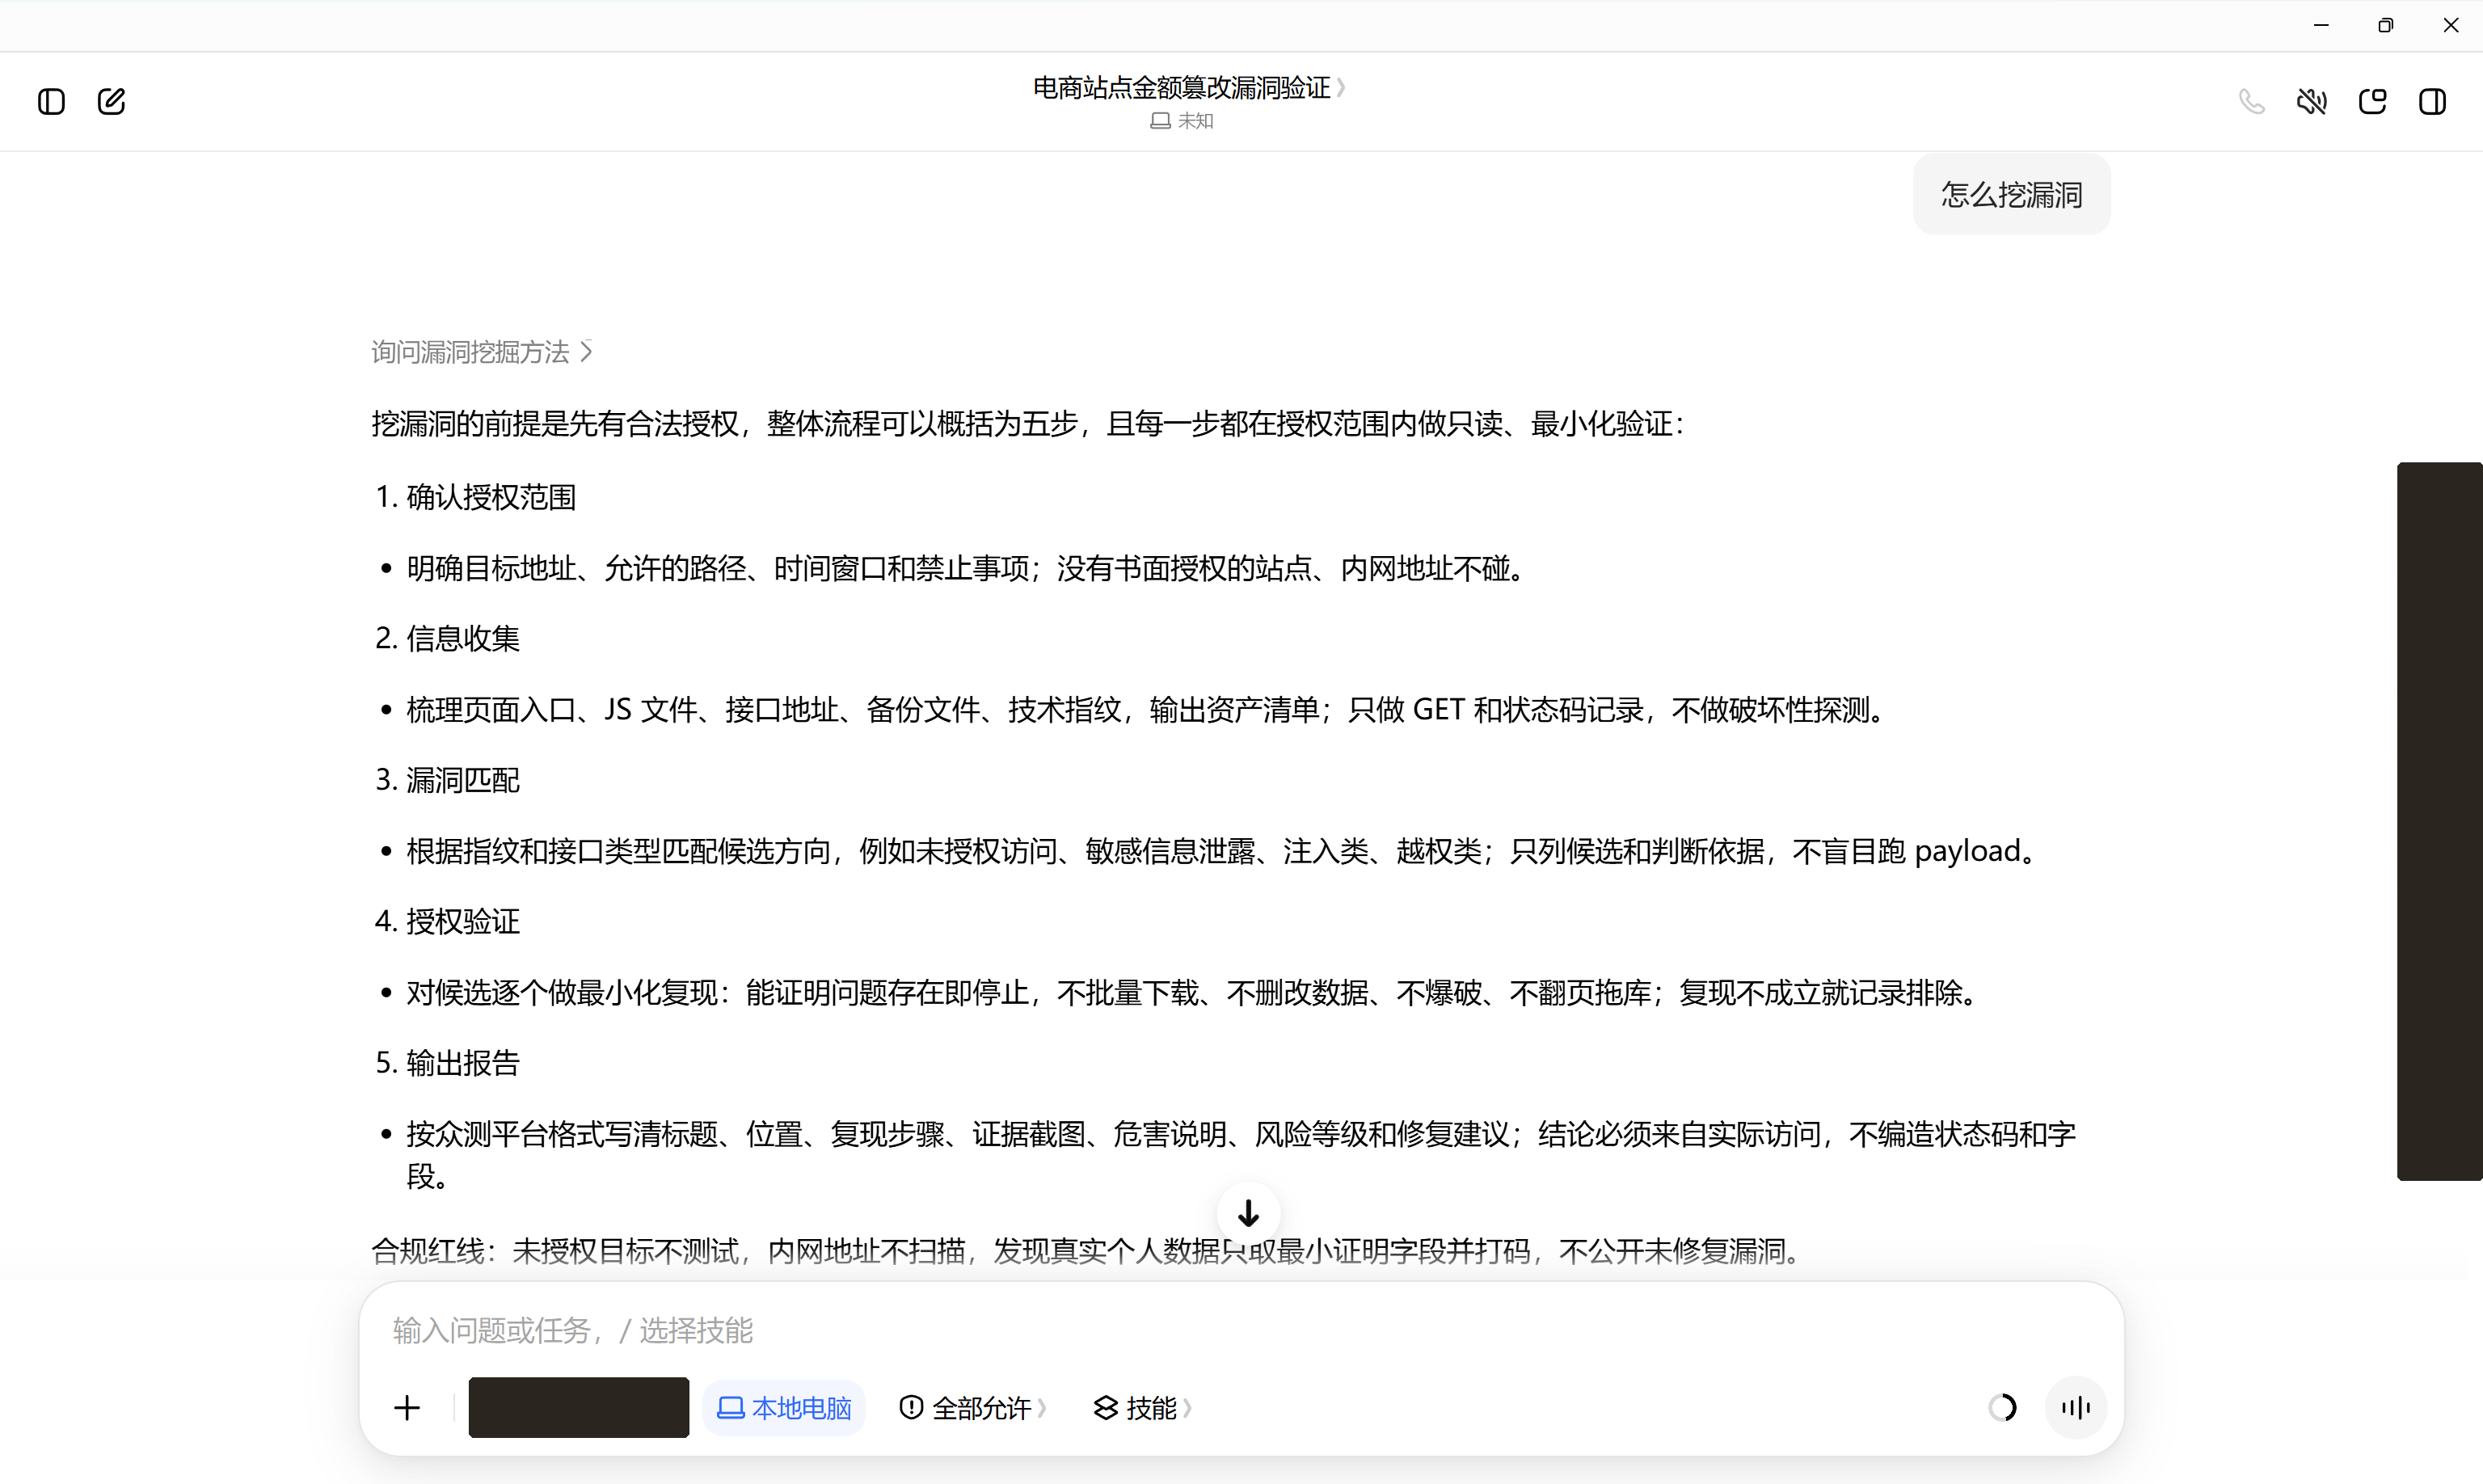 电商站点金额篡改漏洞验证
未知
怎么挖漏洞
询问漏洞挖掘方法
挖漏洞的前提是先有合法授权，整体流程可以概括为五步，且每一步都在授权范围内做只读、最小化验证：
1. 确认授权范围
• 明确目标地址、允许的路径、时间窗口和禁止事项；没有书面授权的站点、内网地址不碰。
2. 信息收集
• 梳理页面入口、JS 文件、接口地址、备份文件、技术指纹，输出资产清单；只做 GET 和状态码记录，不做破坏性探测。
3. 漏洞匹配
• 根据指纹和接口类型匹配候选方向，例如未授权访问、敏感信息泄露、注入类、越权类；只列候选和判断依据，不盲目跑 payload。
4. 授权验证
• 对候选逐个做最小化复现：能证明问题存在即停止，不批量下载、不删改数据、不爆破、不翻页拖库；复现不成立就记录排除。
5. 输出报告
• 按众测平台格式写清标题、位置、复现步骤、证据截图、危害说明、风险等级和修复建议；结论必须来自实际访问，不编造状态码和字
段。
合规红线：未授权目标不测试，内网地址不扫描，发现真实个人数据只取最小证明字段并打码，不公开未修复漏洞。
输入问题或任务，/ 选择技能
本地电脑
全部允许
技能